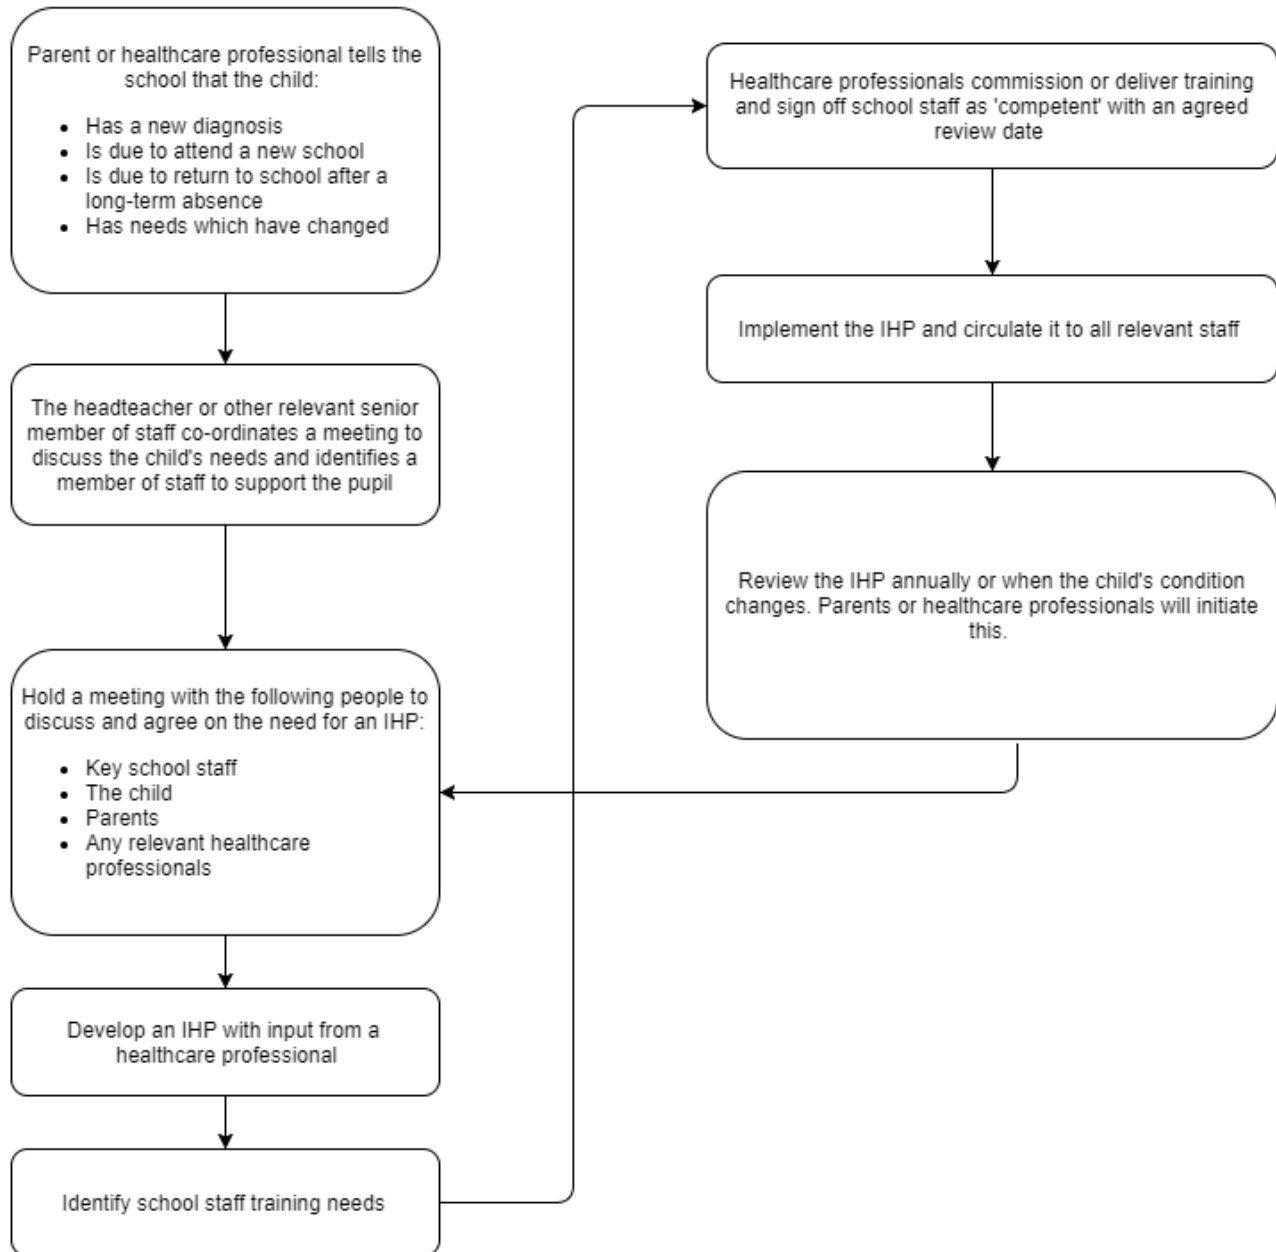 Parent or healthcare professional tells the
school that the child:
• Has a new diagnosis
• Is due to attend a new school
• Is due to return to school after a
long-term absence
• Has needs which have changed
The headteacher or other relevant senior
member of staff co-ordinates a meeting to
discuss the child's needs and identifies a
member of staff to support the pupil
Hold a meeting with the following people to
discuss and agree on the need for an IHP:
• Key school staff
• The child
• Parents
• Any relevant healthcare
professionals
Develop an IHP with input from a
healthcare professional
Identify school staff training needs
Healthcare professionals commission or deliver training
and sign off school staff as 'competent' with an agreed
review date
Implement the IHP and circulate it to all relevant staff
Review the IHP annually or when the child's condition
changes. Parents or healthcare professionals will initiate
this.